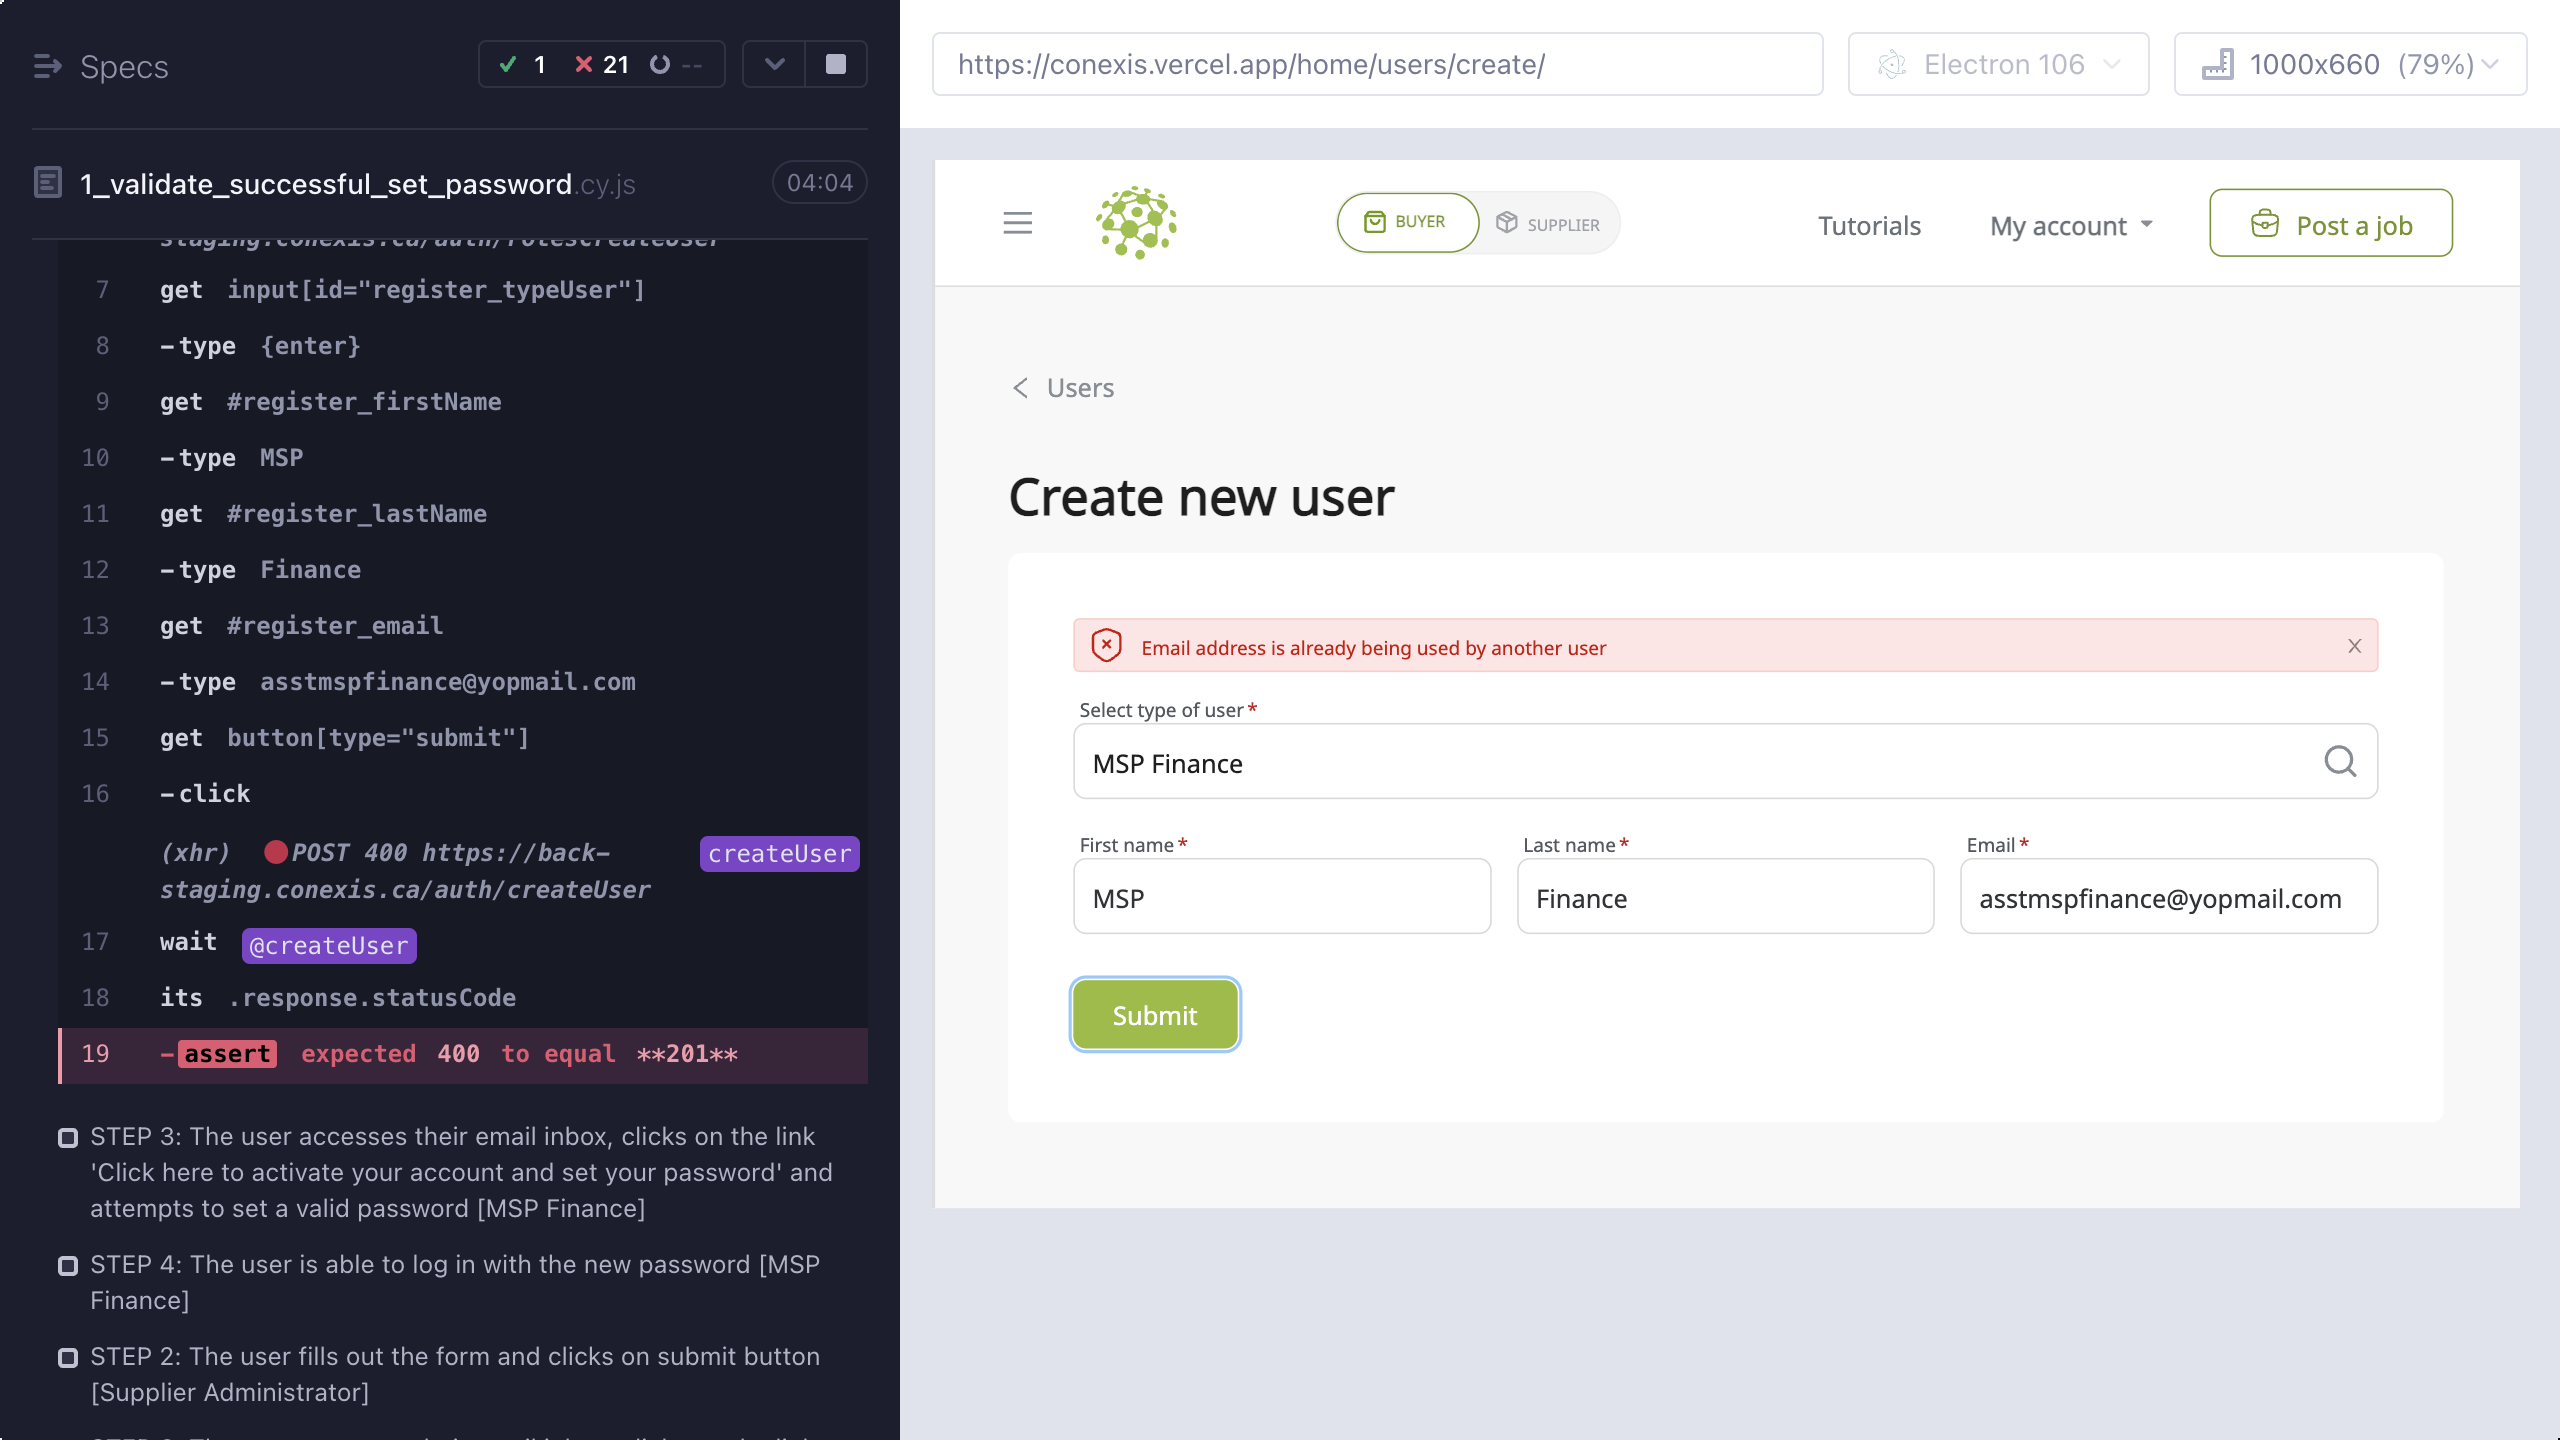 Specs
1
21
--
1_validate_successful_set_password.cy.js
04:04
staging.conexis.ca/auth/rolesCreateUser
7 get input[id="register_typeUser"]
8 -type {enter}
9 get #register_firstName
10 -type MSP
11 get #register_lastName
12 -type Finance
13 get #register_email
14 -type asstmspfinance@yopmail.com
15 get button[type="submit"]
16 -click
(xhr) POST 400 https://back-
createUser
staging.conexis.ca/auth/createUser
17 wait @createUser
18 its .response.statusCode
19 -assert expected 400 to equal **201**
STEP 3: The user accesses their email inbox, clicks on the link
'Click here to activate your account and set your password' and
attempts to set a valid password [MSP Finance]
STEP 4: The user is able to log in with the new password [MSP
Finance]
STEP 2: The user fills out the form and clicks on submit button
[Supplier Administrator]
https://conexis.vercel.app/home/users/create/
Electron 106
1000x660 (79%)
BUYER
SUPPLIER
Tutorials
My account
Post a job
Users
Create new user
Email address is already being used by another user
Select type of user*
MSP Finance
First name*
Last name*
Email*
MSP
Finance
asstmspfinance@yopmail.com
Submit